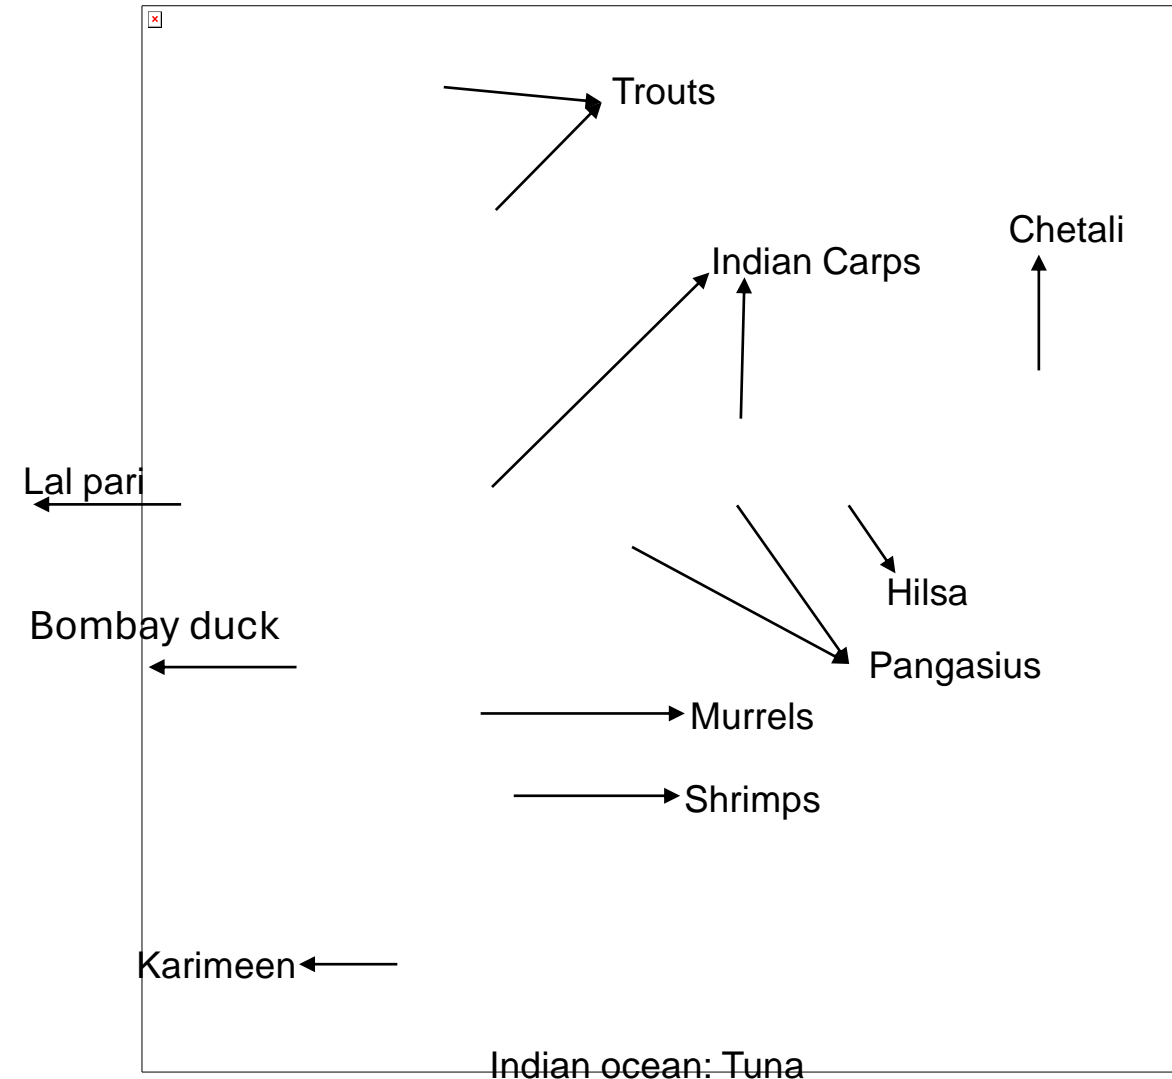 Trouts
Chetali
Indian Carps
Lal pari
Hilsa
Bombay duck
Pangasius
Murrels
Shrimps
Karimeen
Indian ocean: Tuna